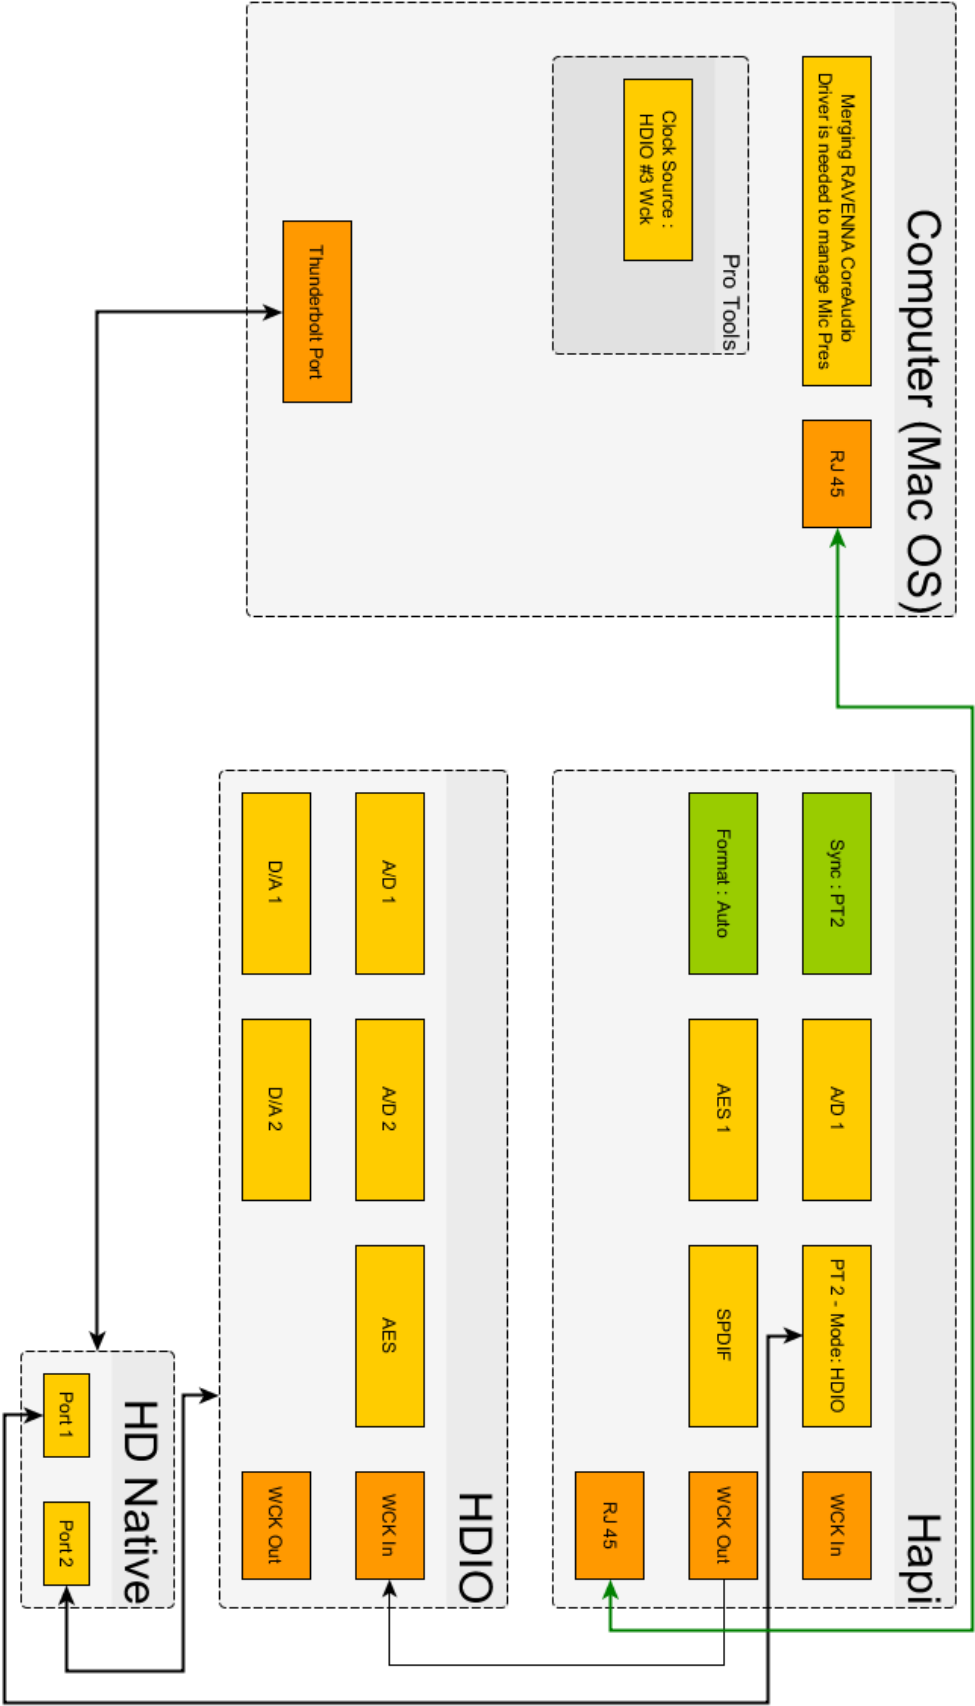 Computer (Mac OS)
Merging RAVENNA CoreAudio
Driver is needed to manage Mic Pres
RJ 45
Pro Tools
Clock Source :
HDIO #3 Wck
Thunderbolt Port
Hapi
Sync : PT2
A/D 1
PT 2 - Mode: HDIO
WCK In
Format : Auto
AES 1
SPDIF
WCK Out
RJ 45
HDIO
A/D 1
A/D 2
AES
WCK In
D/A 1
D/A 2
WCK Out
HD Native
Port 1
Port 2